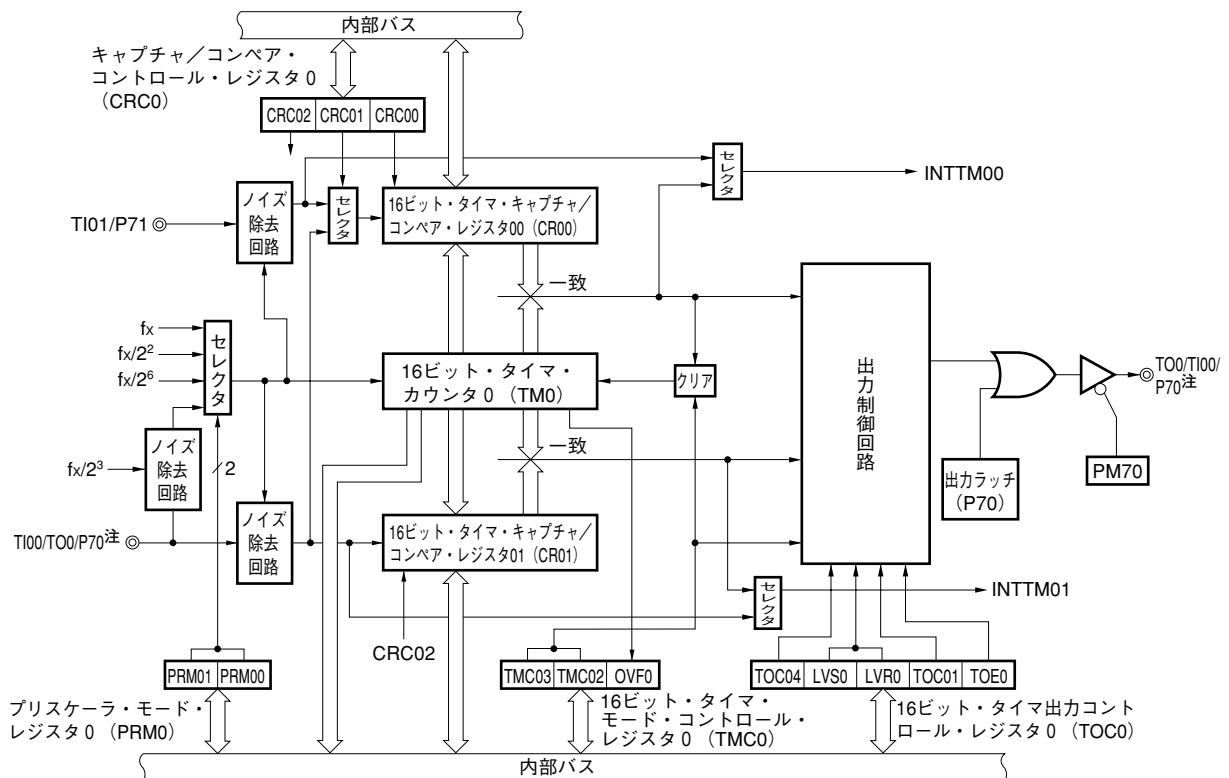 内部バス
キャプチャ／コンペア・
コントロール・レジスタ0
（CRC0）
CRC02 CRC01 CRC00
セレクタ
INTTM00
TI01/P71
ノイズ
除去
回路
セレクタ
16ビット・タイマ・キャプチャ／
コンペア・レジスタ00（CR00）
一致
fx
fx/2²
fx/2⁶
セレクタ
16ビット・タイマ・
カウンタ0（TM0）
クリア
出力制御回路
TO0/TI00/
P70注
fx/2³
ノイズ
除去
回路
2
一致
出力ラッチ
（P70）
PM70
TI00/TO0/P70注
ノイズ
除去
回路
16ビット・タイマ・キャプチャ／
コンペア・レジスタ01（CR01）
セレクタ
INTTM01
CRC02
PRM01 PRM00
TMC03 TMC02 OVF0
TOC04 LVS0 LVR0 TOC01 TOE0
プリスケーラ・モード・
レジスタ0（PRM0）
16ビット・タイマ・
モード・コントロール・
レジスタ0（TMC0）
16ビット・タイマ出力コント
ロール・レジスタ0（TOC0）
内部バス